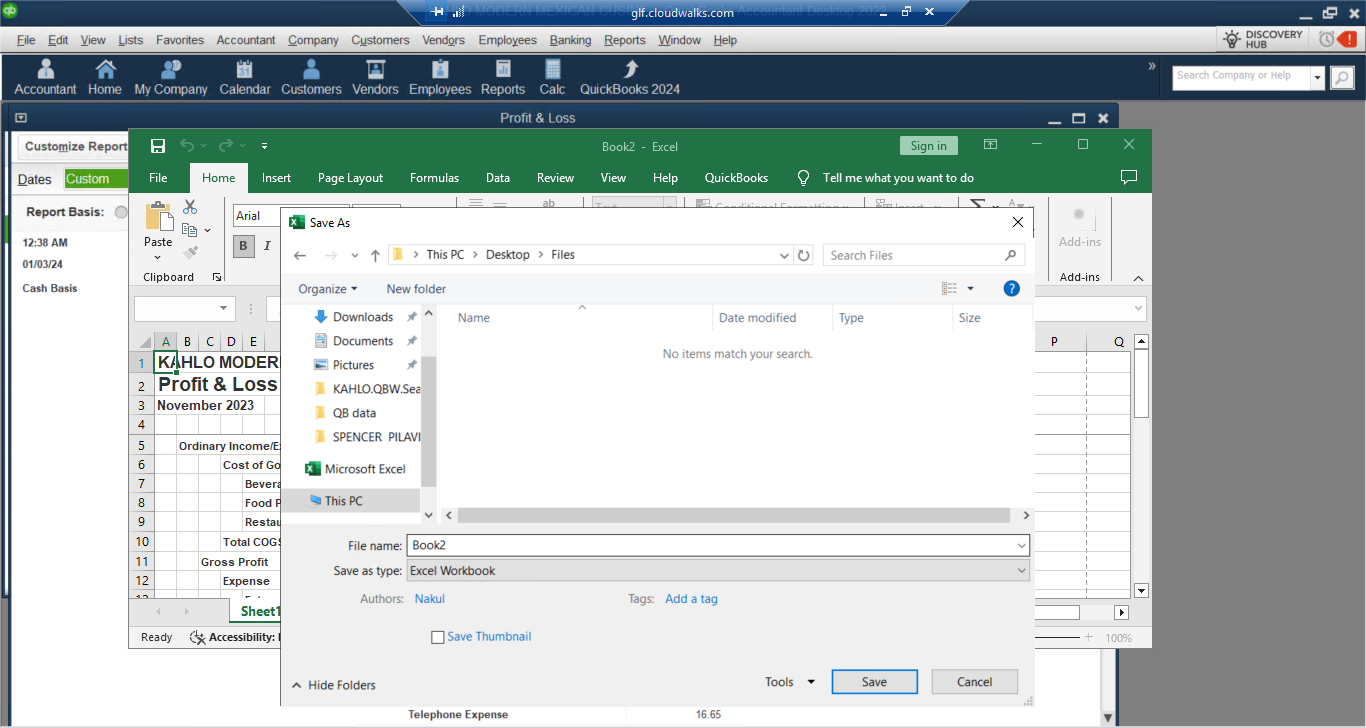 MODERN MEXICAN CUS
glf.cloudwalks.com
Accountant Desktop 202
File Edit View Lists Favorites Accountant Company Customers Vendors Employees Banking Reports Window Help
DISCOVERY HUB
Accountant Home My Company Calendar Customers Vendors Employees Reports Calc QuickBooks 2024
Search Company or Help
Profit & Loss
Customize Report
Book2 - Excel
Sign in
Dates Custom
File Home Insert Page Layout Formulas Data Review View Help QuickBooks Tell me what you want to do
Report Basis:
12:38 AM
01/03/24
Cash Basis
Paste
Clipboard
Arial
B I
ab
Text
Conditional Formatting
Insert
Add-ins
Add-ins
Save As
This PC > Desktop > Files
Search Files
Organize
New folder
Downloads
Documents
Pictures
KAHLO.QBW.Sea
QB data
SPENCER PILAVI
Microsoft Excel
This PC
Name
Date modified
Type
Size
No items match your search.
A B C D E
P Q
1 KAHLO MODERN
2 Profit & Loss
3 November 2023
4
5 Ordinary Income/Ex
6 Cost of Go
7 Bevera
8 Food P
9 Restau
10 Total COGS
11 Gross Profit
12 Expense
File name: Book2
Save as type: Excel Workbook
Authors: Nakul
Tags: Add a tag
Save Thumbnail
Sheet1
Ready
Accessibility:
100%
Hide Folders
Tools
Save
Cancel
Telephone Expense 16.65